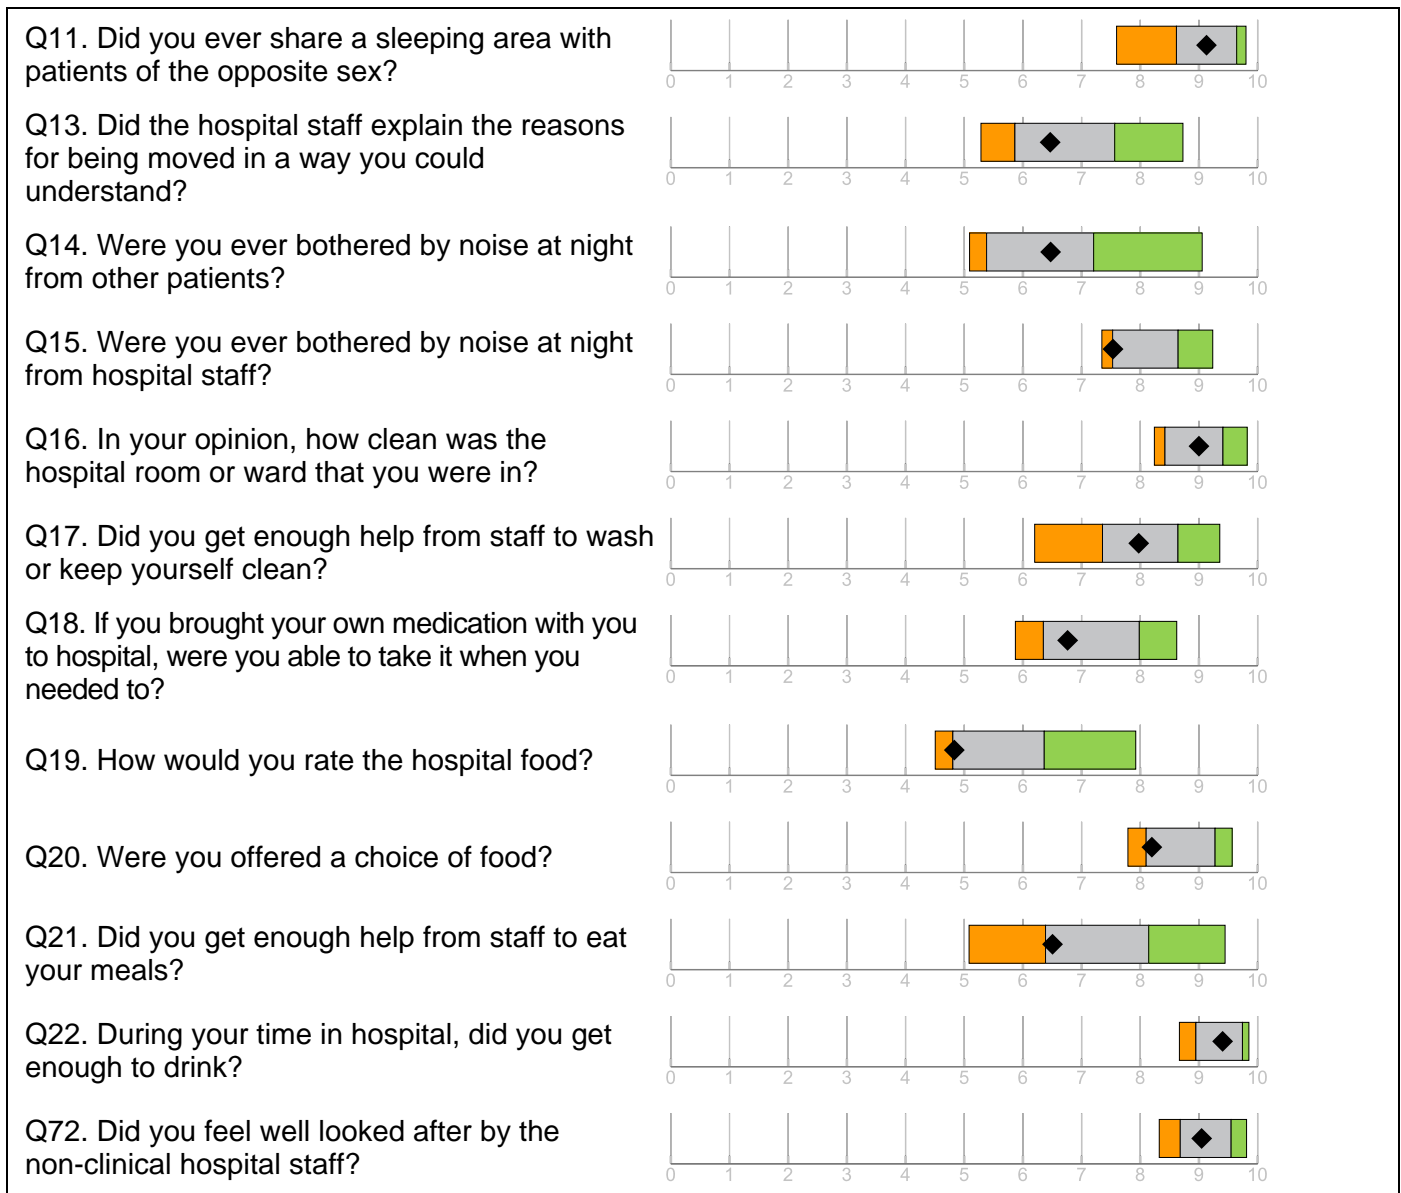 Q11. Did you ever share a sleeping area with
patients of the opposite sex?
0 1 2 3 4 5 6 7 8 9 10
Q13. Did the hospital staff explain the reasons
for being moved in a way you could
understand?
0 1 2 3 4 5 6 7 8 9 10
Q14. Were you ever bothered by noise at night
from other patients?
0 1 2 3 4 5 6 7 8 9 10
Q15. Were you ever bothered by noise at night
from hospital staff?
0 1 2 3 4 5 6 7 8 9 10
Q16. In your opinion, how clean was the
hospital room or ward that you were in?
0 1 2 3 4 5 6 7 8 9 10
Q17. Did you get enough help from staff to wash
or keep yourself clean?
0 1 2 3 4 5 6 7 8 9 10
Q18. If you brought your own medication with you
to hospital, were you able to take it when you
needed to?
0 1 2 3 4 5 6 7 8 9 10
Q19. How would you rate the hospital food?
0 1 2 3 4 5 6 7 8 9 10
Q20. Were you offered a choice of food?
0 1 2 3 4 5 6 7 8 9 10
Q21. Did you get enough help from staff to eat
your meals?
0 1 2 3 4 5 6 7 8 9 10
Q22. During your time in hospital, did you get
enough to drink?
0 1 2 3 4 5 6 7 8 9 10
Q72. Did you feel well looked after by the
non-clinical hospital staff?
0 1 2 3 4 5 6 7 8 9 10